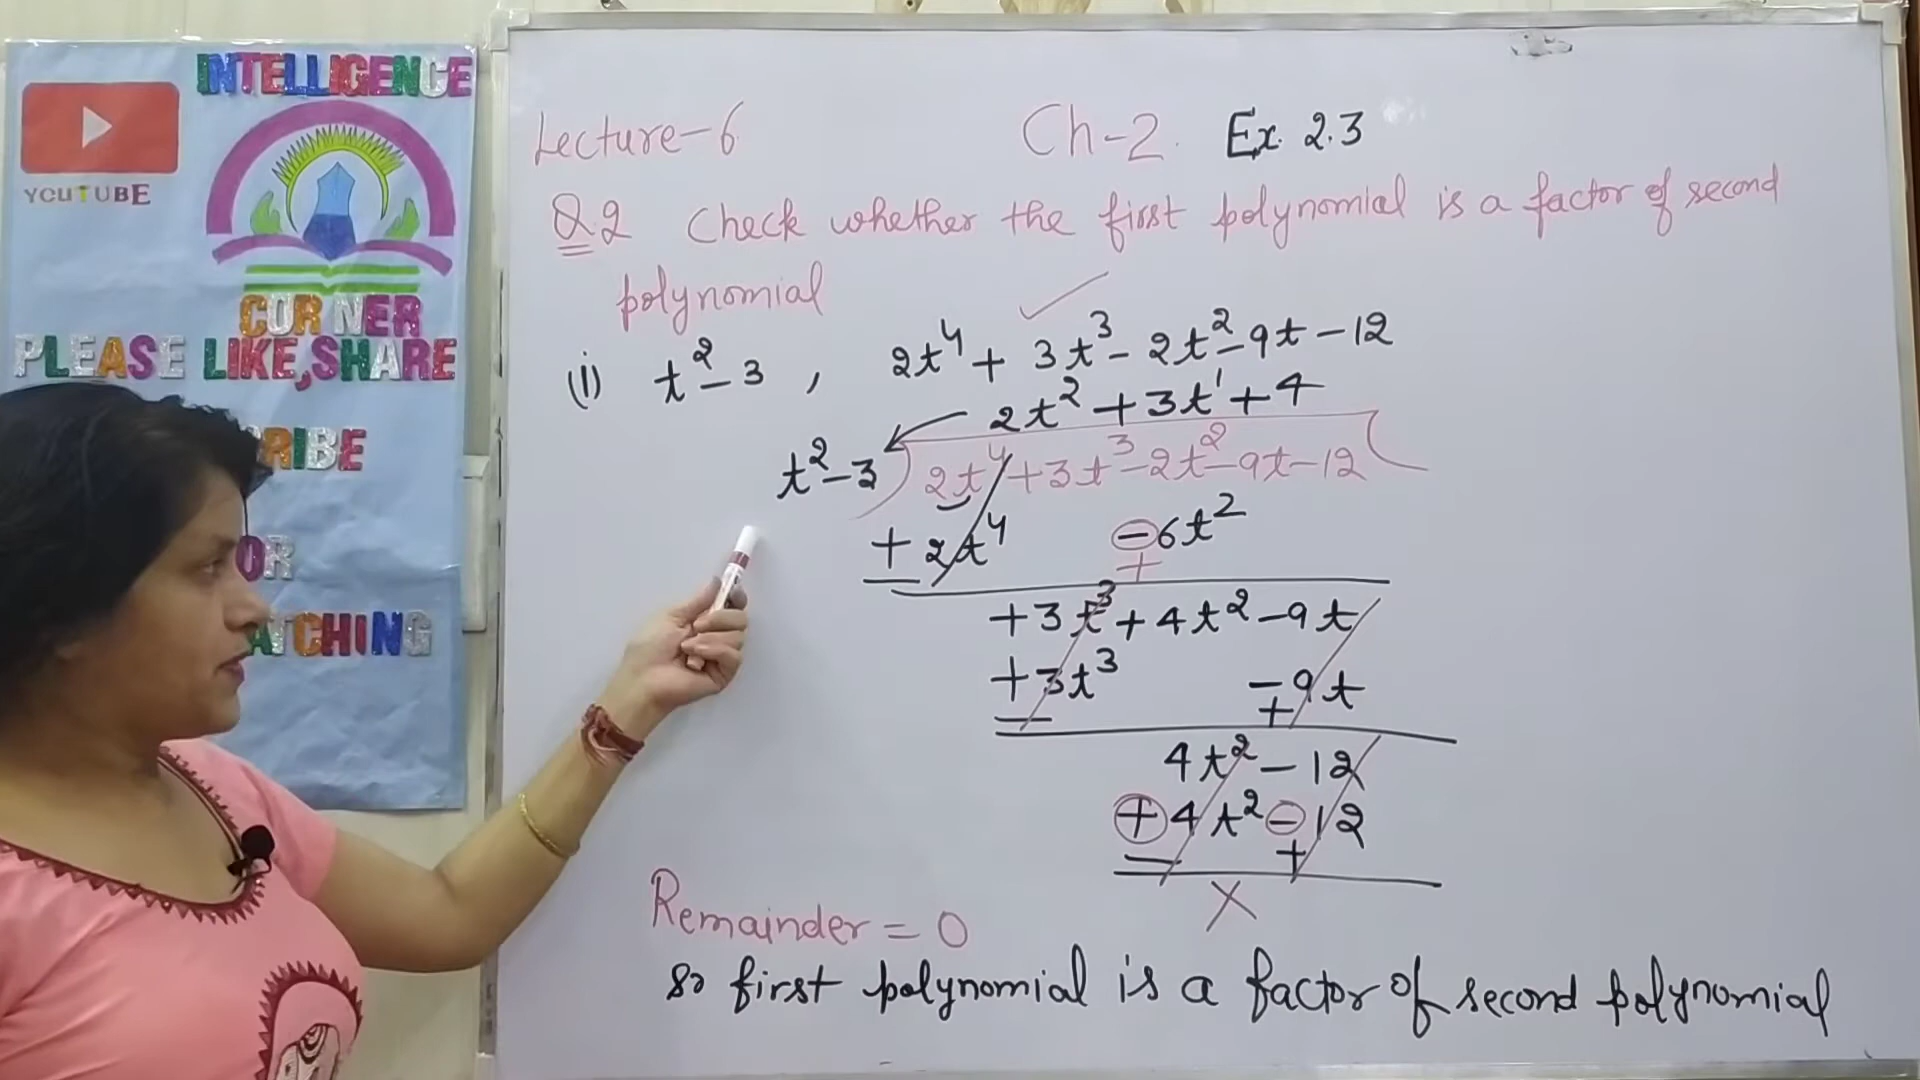 INTELLIGENCE
YOUTUBE
CORNER
PLEASE LIKE,SHARE
RIBE
OR
ATCHING
Lecture-6 Ch-2. Ex. 2.3
Q.2 Check whether the first polynomial is a factor of second
polynomial
(i) t²-3 , 2t⁴+3t³-2t²-9t-12
2t²+3t¹+4
t²-3 2t⁴+3t³-2t²-9t-12
+2t⁴ -6t²
- +
+3t³+4t²-9t
+3t³ -9t
- +
4t²-12
+4t²-12
- +
X
Remainder = 0
so first polynomial is a factor of second polynomial